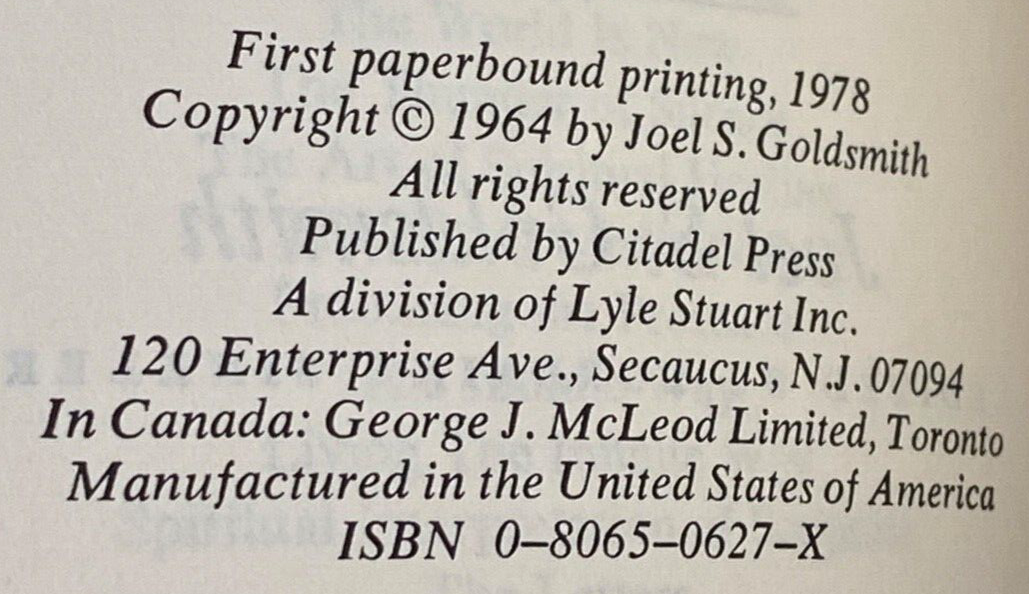 First paperbound printing, 1978
Copyright © 1964 by Joel S. Goldsmith
All rights reserved
Published by Citadel Press
A division of Lyle Stuart Inc.
120 Enterprise Ave., Secaucus, N.J. 07094
In Canada: George J. McLeod Limited, Toronto
Manufactured in the United States of America
ISBN 0–8065–0627–X